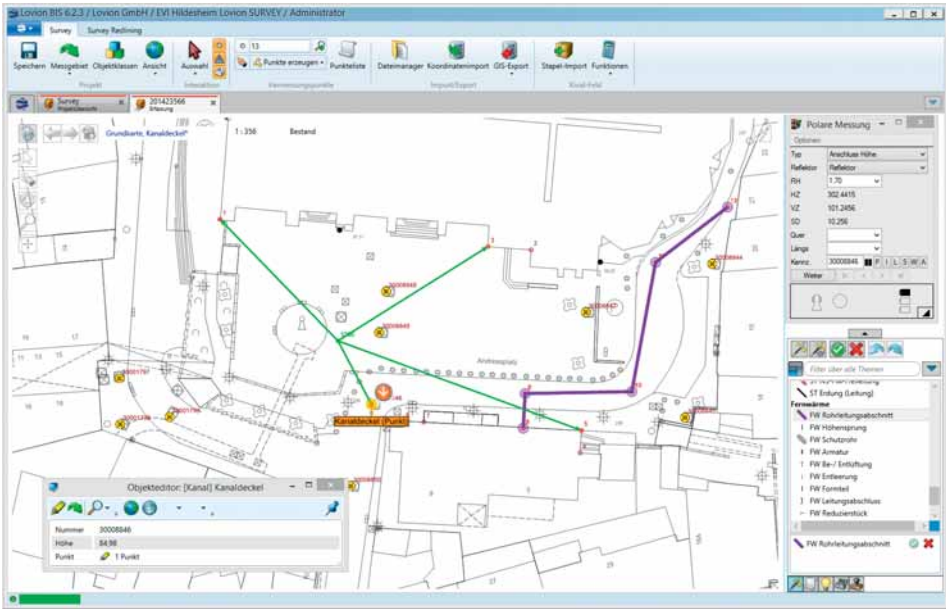 Lovion BIS 6.2.3 / Lovion GmbH / EVI Hildesheim Lovion SURVEY / Administrator
Survey Survey Redlining
13
Speichern Messgebiet Objektklassen Ansicht Auswahl Punkte erzeugen Punkteliste Dateimanager Koordinatenimport GIS-Export Stapel-Import Funktionen
Projekt Interaktion Vermessungspunkte Import/Export
Survey
Projektübersicht
201423566
Erfassung
Grundkarte, Kanaldeckel*
1 : 356 Bestand
Polare Messung
Optionen
Typ Anschluss Höhe
Reflektor Reflektor
RH 1.70
HZ 302.4415
VZ 101.2456
SD 10.256
Quer
Längs
Kennz. 30008846 P I L S W A
Weiter
Andreasplatz
30008844
30001797
Kanaldeckel (Punkt)
Filter über alle Themen
ST Erdung (Leitung)
Fernwärme
FW Rohrleitungsabschnitt
FW Höhensprung
FW Schutzrohr
FW Armatur
FW Be-/ Entlüftung
FW Entleerung
FW Formteil
FW Leitungsabschluss
FW Reduzierstück
FW Rohrleitungsabschnitt
Objekteditor: [Kanal] Kanaldeckel
Nummer 30008846
Höhe 84,98
Punkt 1 Punkt